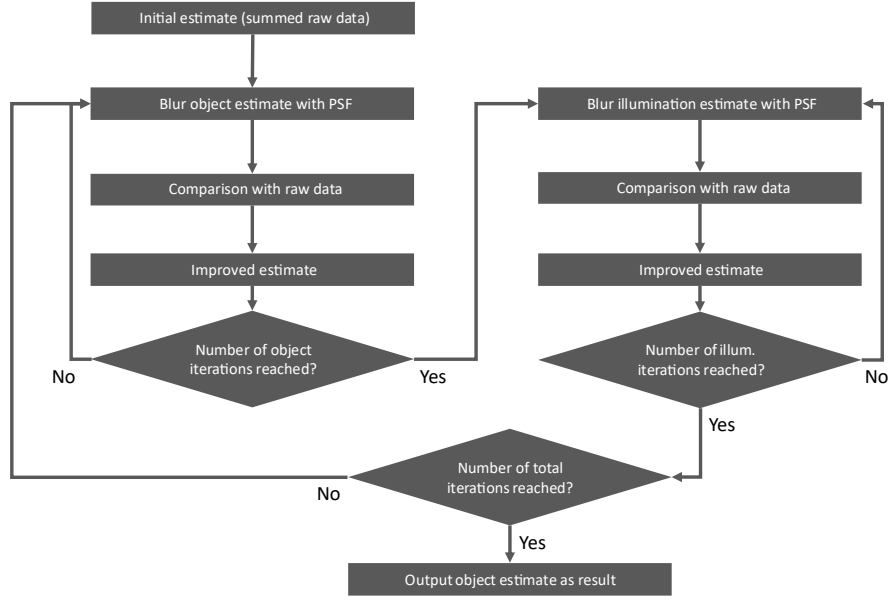 Initial estimate (summed raw data)
Blur object estimate with PSF
Comparison with raw data
Improved estimate
Number of object
iterations reached?
No
Yes
Blur illumination estimate with PSF
Comparison with raw data
Improved estimate
Number of illum.
iterations reached?
No
Yes
Number of total
iterations reached?
No
Yes
Output object estimate as result